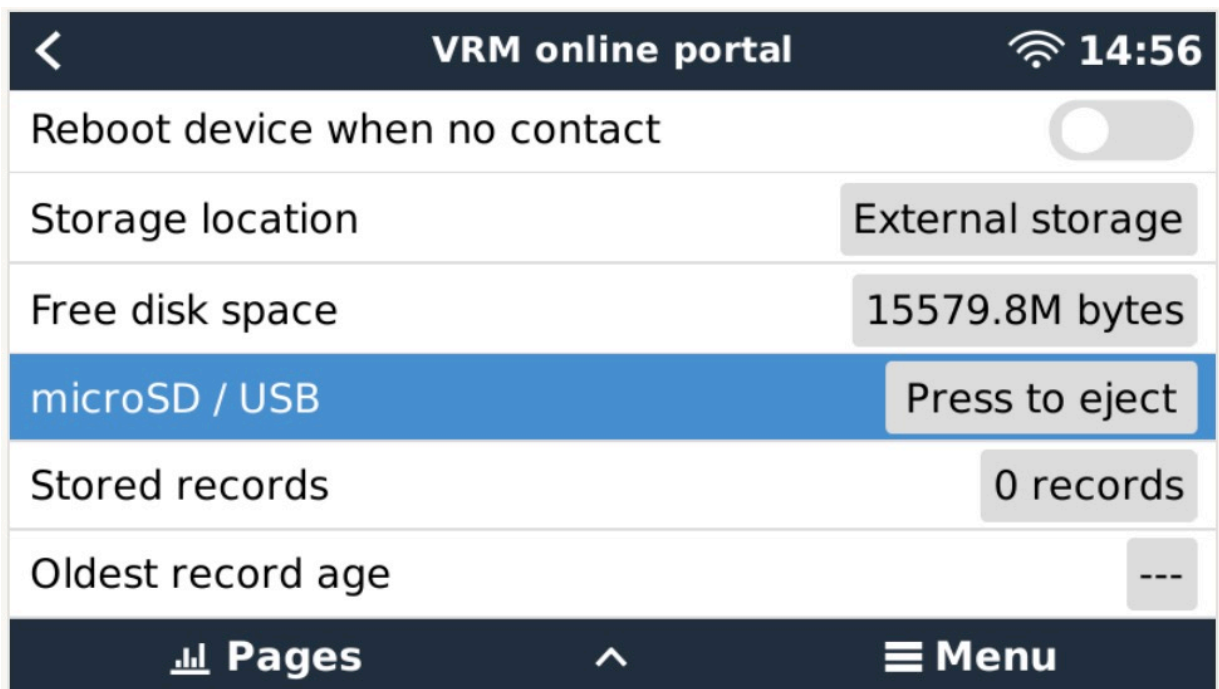 VRM online portal 14:56
Reboot device when no contact
Storage location External storage
Free disk space 15579.8M bytes
microSD / USB Press to eject
Stored records 0 records
Oldest record age ---
Pages Menu